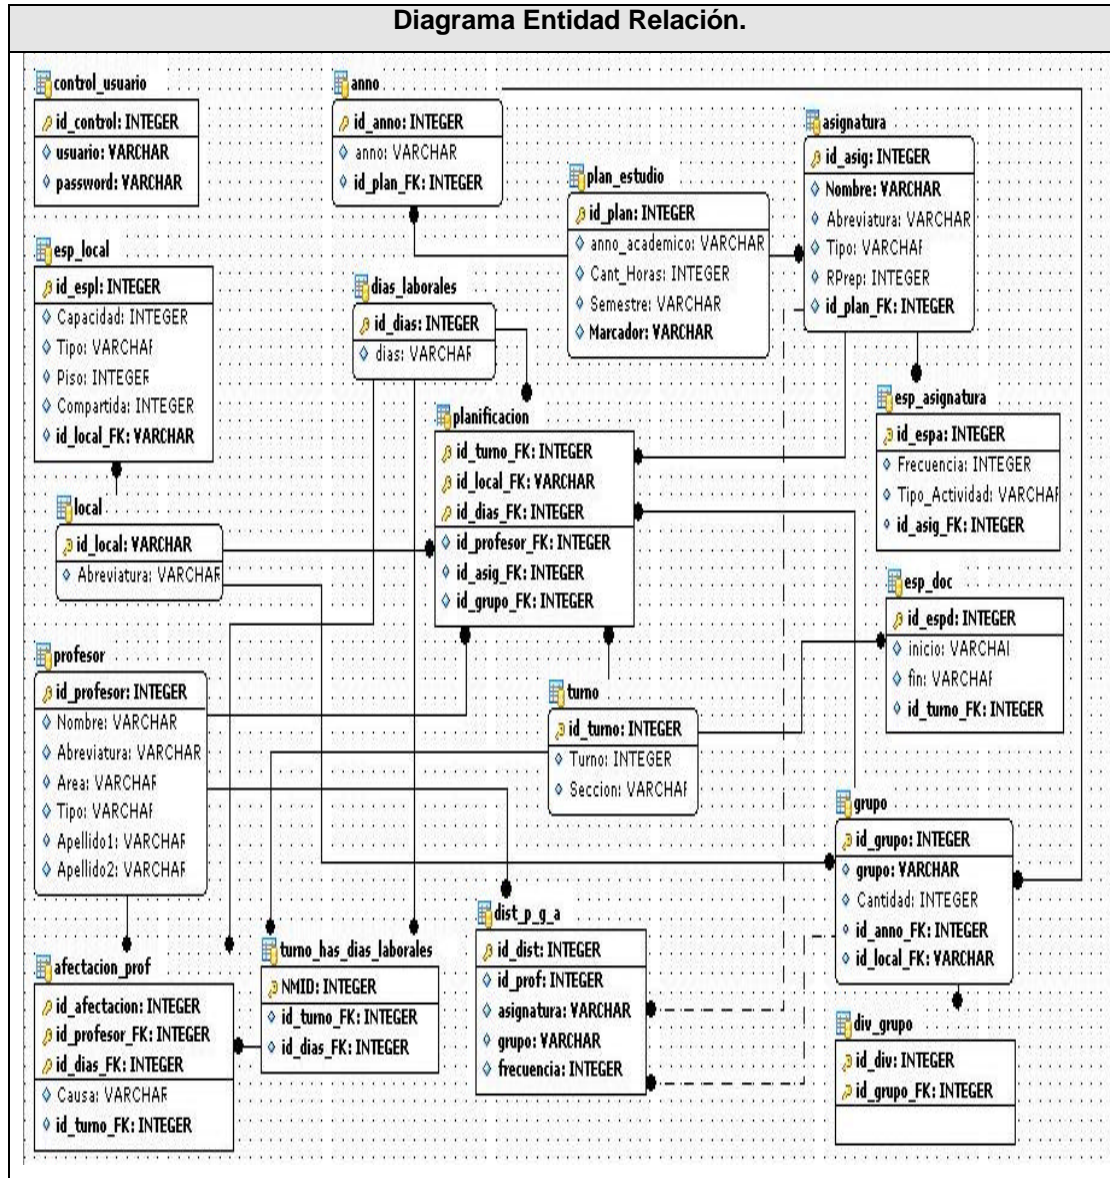 Diagrama Entidad Relación.
control_usuario
id_control: INTEGER
usuario: VARCHAR
password: VARCHAR
anno
id_anno: INTEGER
anno: VARCHAR
id_plan_FK: INTEGER
asignatura
id_asig: INTEGER
Nombre: VARCHAR
Abreviatura: VARCHAR
Tipo: VARCHAR
RPrep: INTEGER
id_plan_FK: INTEGER
plan_estudio
id_plan: INTEGER
anno_academico: VARCHAR
Cant_Horas: INTEGER
Semestre: VARCHAR
Marcador: VARCHAR
esp_local
id_espl: INTEGER
Capacidad: INTEGER
Tipo: VARCHAR
Piso: INTEGER
Compartida: INTEGER
id_local_FK: VARCHAR
dias_laborales
id_dias: INTEGER
dias: VARCHAR
planificacion
id_turno_FK: INTEGER
id_local_FK: VARCHAR
id_dias_FK: INTEGER
id_profesor_FK: INTEGER
id_asig_FK: INTEGER
id_grupo_FK: INTEGER
esp_asignatura
id_espa: INTEGER
Frecuencia: INTEGER
Tipo_Actividad: VARCHAR
id_asig_FK: INTEGER
local
id_local: VARCHAR
Abreviatura: VARCHAR
esp_doc
id_espd: INTEGER
inicio: VARCHAR
fin: VARCHAR
id_turno_FK: INTEGER
profesor
id_profesor: INTEGER
Nombre: VARCHAR
Abreviatura: VARCHAR
Area: VARCHAR
Tipo: VARCHAR
Apellido1: VARCHAR
Apellido2: VARCHAR
turno
id_turno: INTEGER
Turno: INTEGER
Seccion: VARCHAR
grupo
id_grupo: INTEGER
grupo: VARCHAR
Cantidad: INTEGER
id_anno_FK: INTEGER
id_local_FK: VARCHAR
afectacion_prof
id_afectacion: INTEGER
id_profesor_FK: INTEGER
id_dias_FK: INTEGER
Causa: VARCHAR
id_turno_FK: INTEGER
turno_has_dias_laborales
NMID: INTEGER
id_turno_FK: INTEGER
id_dias_FK: INTEGER
dist_p_g_a
id_dist: INTEGER
id_prof: INTEGER
asignatura: VARCHAR
grupo: VARCHAR
frecuencia: INTEGER
div_grupo
id_div: INTEGER
id_grupo_FK: INTEGER